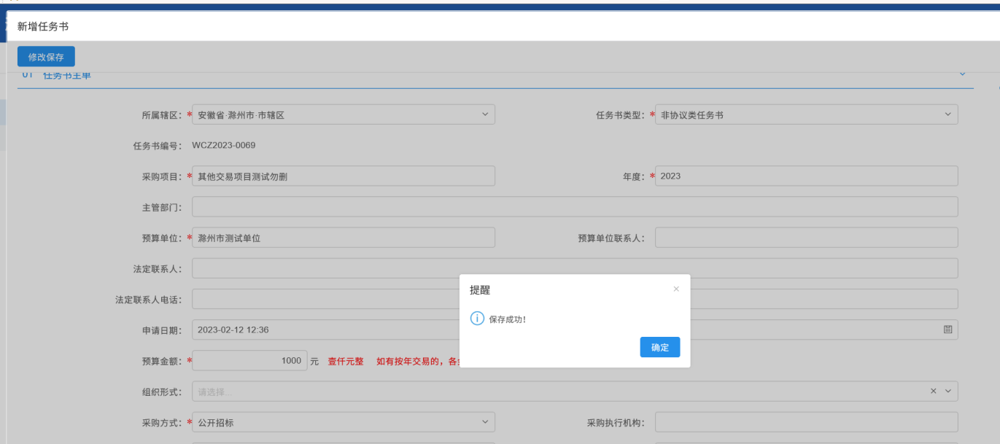 新增任务书
修改保存
01 任务书主单
所属辖区：* 安徽省·滁州市·市辖区 任务书类型：* 非协议类任务书
任务书编号： WCZ2023-0069
采购项目：* 其他交易项目测试勿删 年度：* 2023
主管部门：
预算单位：* 滁州市测试单位 预算单位联系人：
法定联系人：
法定联系人电话：
申请日期： 2023-02-12 12:36
预算金额：* 1000 元 壹仟元整 如有按年交易的，各
组织形式： 请选择...
采购方式：* 公开招标 采购执行机构：
提醒
保存成功！
确定